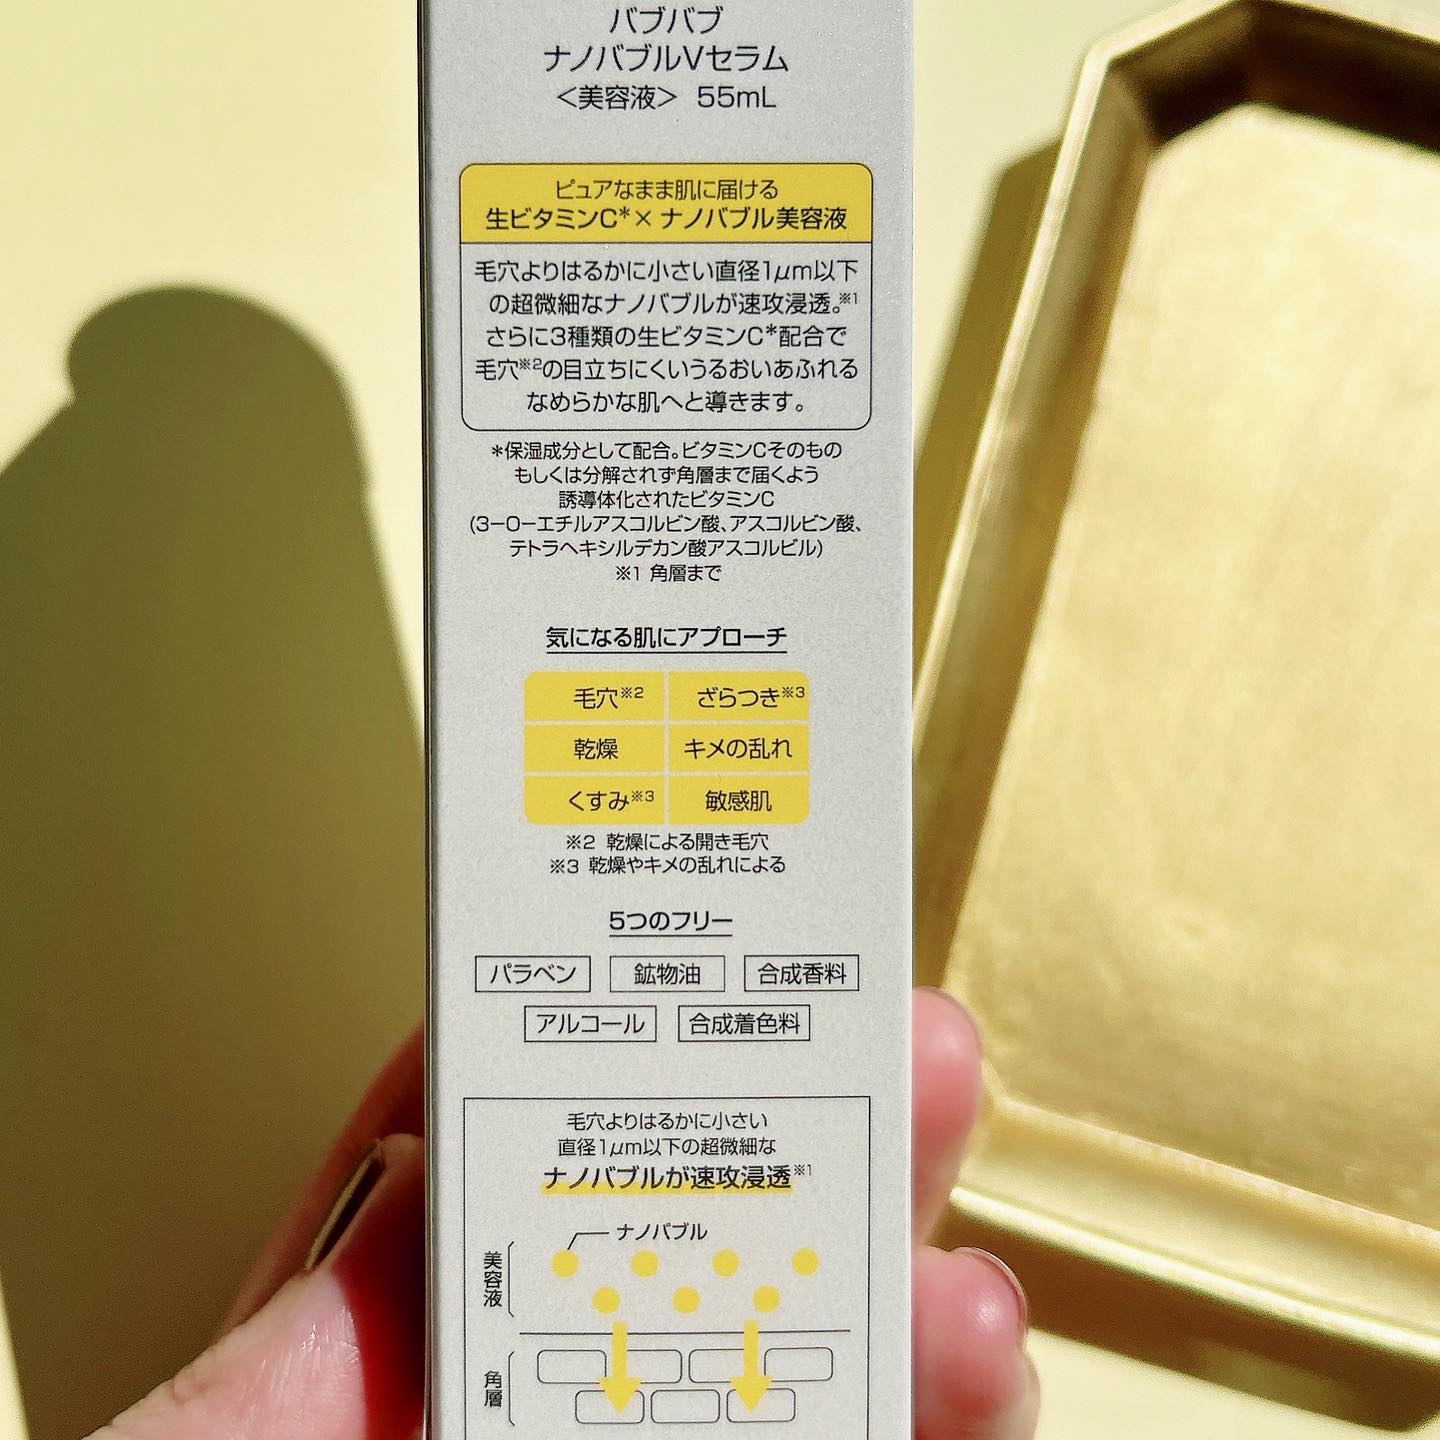 バブバブ
ナノバブルVセラム
＜美容液＞ 55mL
ピュアなまま肌に届ける
生ビタミンC＊×ナノバブル美容液
毛穴よりはるかに小さい直径1μm以下
の超微細なナノバブルが速攻浸透。※1
さらに3種類の生ビタミンC＊配合で
毛穴※2の目立ちにくいうるおいあふれる
なめらかな肌へと導きます。
＊保湿成分として配合。ビタミンCそのもの
もしくは分解されず角層まで届くよう
誘導体化されたビタミンC
(3-O-エチルアスコルビン酸、アスコルビン酸、
テトラヘキシルデカン酸アスコルビル)
※1 角層まで
気になる肌にアプローチ
毛穴※2 ざらつき※3
乾燥 キメの乱れ
くすみ※3 敏感肌
※2 乾燥による開き毛穴
※3 乾燥やキメの乱れによる
5つのフリー
パラベン 鉱物油 合成香料
アルコール 合成着色料
毛穴よりはるかに小さい
直径1μm以下の超微細な
ナノバブルが速攻浸透※1
ナノバブル
美容液
角層